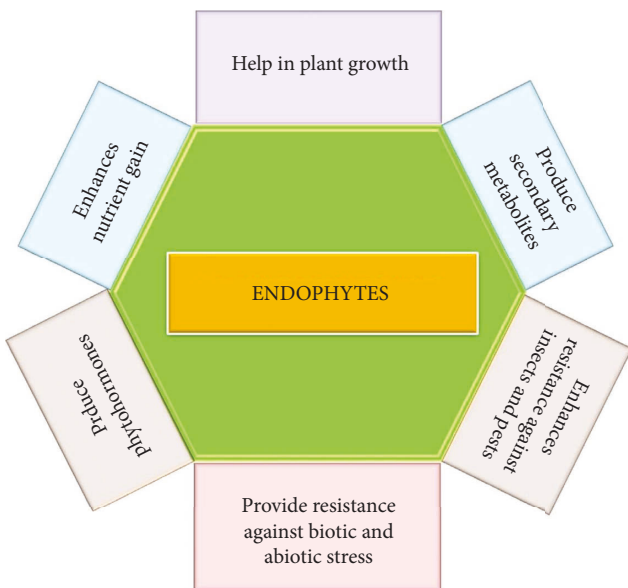 Help in plant growth
Produce
secondary
metabolites
Enhances
resistance against
insects and pests
Provide resistance
against biotic and
abiotic stress
Prduce
phytohormones
Enhances
nutrient gain
ENDOPHYTES